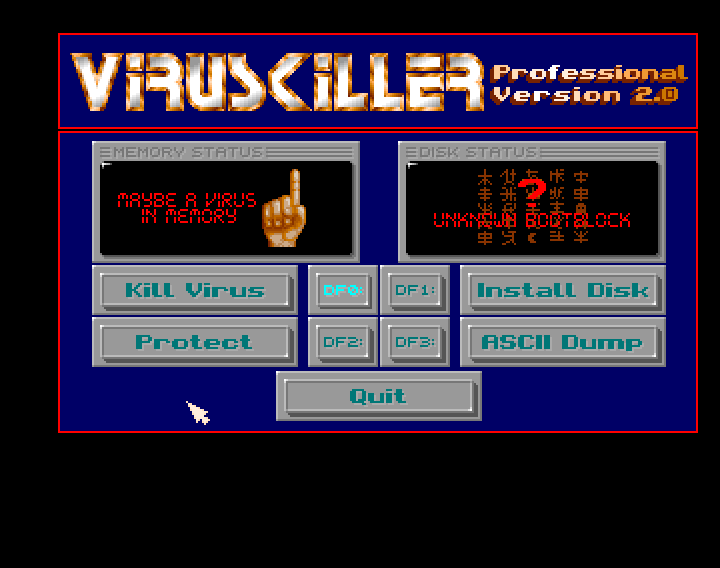 VIRUSKILLER
Professional
Version 2.0
MEMORY STATUS
DISK STATUS
MAYBE A VIRUS
IN MEMORY
?
UNKNOWN BOOTBLOCK
Kill Virus
DF0:
DF1:
Install Disk
Protect
DF2:
DF3:
ASCII Dump
Quit